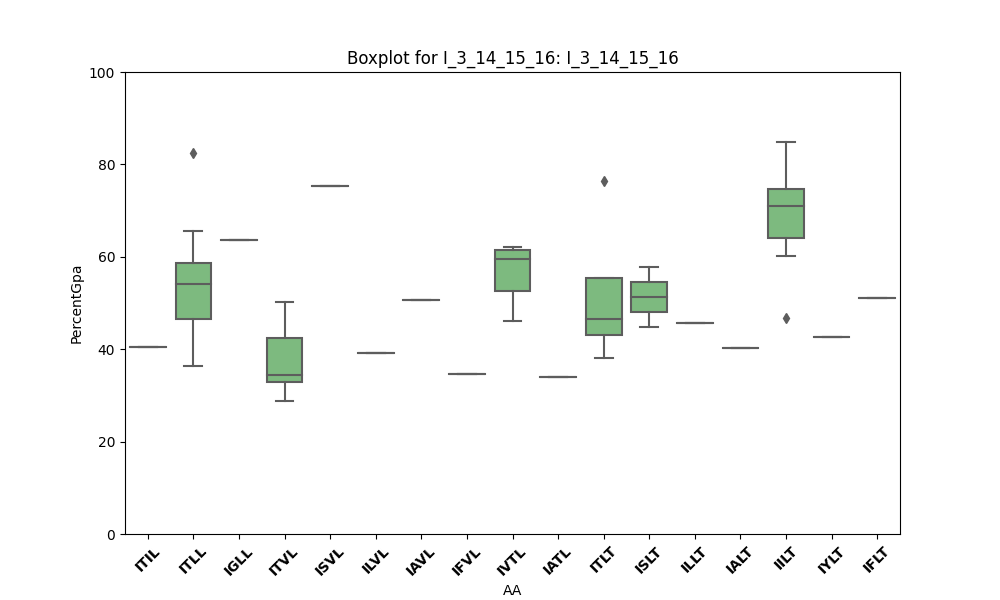 Boxplot for I_3_14_15_16: I_3_14_15_16
PercentGpa
100
80
60
40
20
0
ITIL ITLL IGLL ITVL ISVL ILVL IAVL IFVL IVTL IATL ITLT ISLT ILLT IALT IILT IYLT IFLT
AA